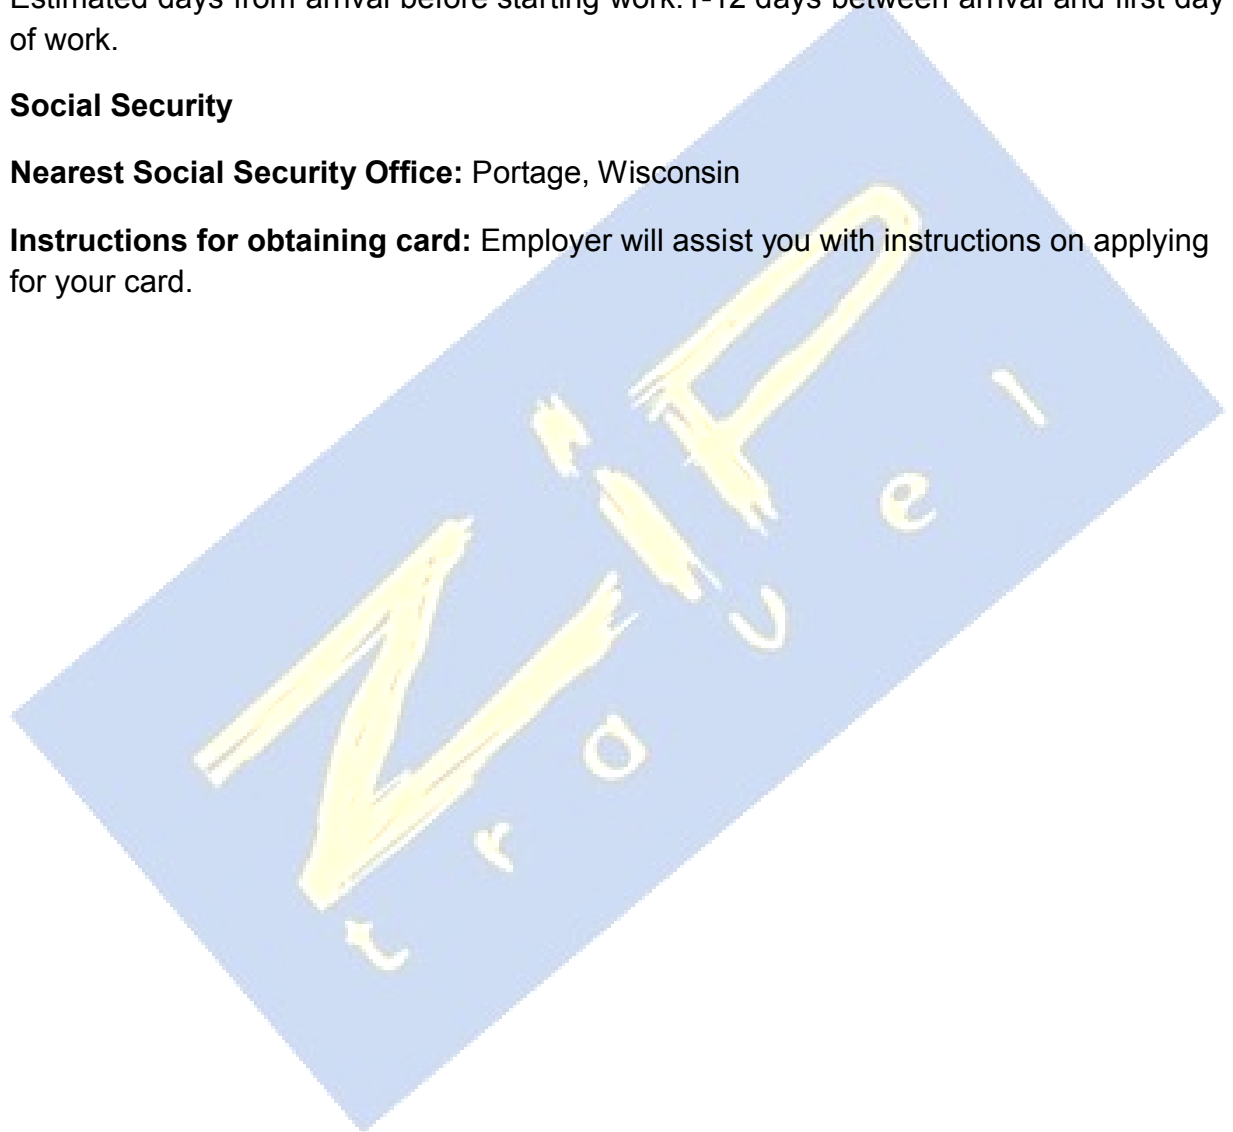 Estimated days from arrival before starting work:1-12 days between arrival and first day
of work.
Social Security
Nearest Social Security Office: Portage, Wisconsin
Instructions for obtaining card: Employer will assist you with instructions on applying
for your card.
ZiP
travel